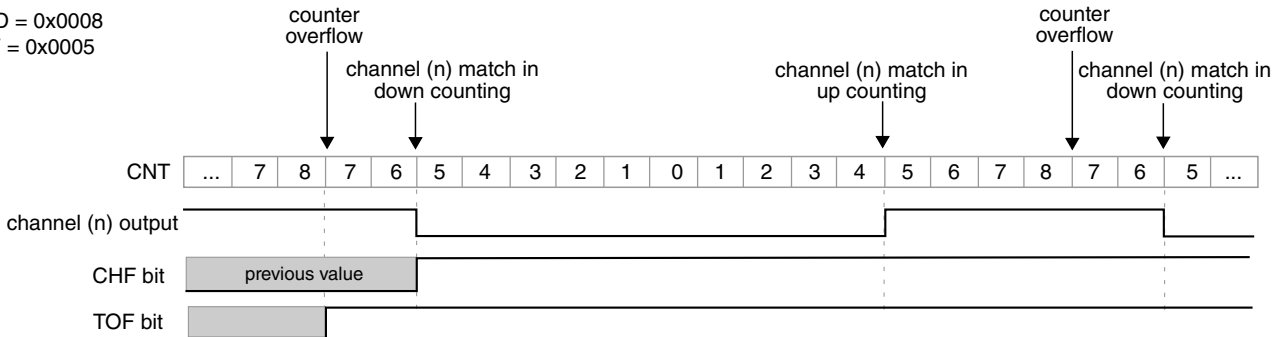 = 0x0008
= 0x0005
counter
overflow
channel (n) match in
down counting
channel (n) match in
up counting
counter
overflow
channel (n) match in
down counting
CNT ... 7 8 7 6 5 4 3 2 1 0 1 2 3 4 5 6 7 8 7 6 5 ...
channel (n) output
CHF bit previous value
TOF bit